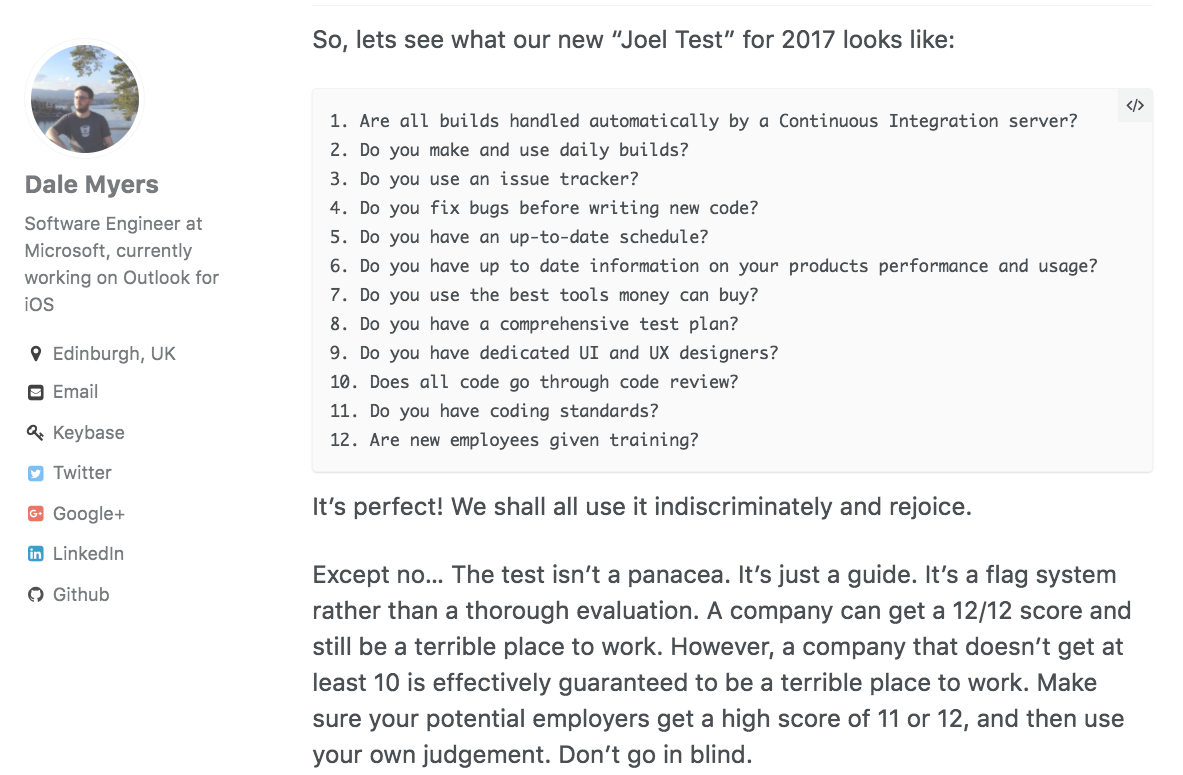 Dale Myers
Software Engineer at
Microsoft, currently
working on Outlook for
iOS
Edinburgh, UK
Email
Keybase
Twitter
Google+
LinkedIn
Github
So, lets see what our new “Joel Test” for 2017 looks like:
</>
1. Are all builds handled automatically by a Continuous Integration server?
2. Do you make and use daily builds?
3. Do you use an issue tracker?
4. Do you fix bugs before writing new code?
5. Do you have an up-to-date schedule?
6. Do you have up to date information on your products performance and usage?
7. Do you use the best tools money can buy?
8. Do you have a comprehensive test plan?
9. Do you have dedicated UI and UX designers?
10. Does all code go through code review?
11. Do you have coding standards?
12. Are new employees given training?
It’s perfect! We shall all use it indiscriminately and rejoice.
Except no… The test isn’t a panacea. It’s just a guide. It’s a flag system
rather than a thorough evaluation. A company can get a 12/12 score and
still be a terrible place to work. However, a company that doesn’t get at
least 10 is effectively guaranteed to be a terrible place to work. Make
sure your potential employers get a high score of 11 or 12, and then use
your own judgement. Don’t go in blind.